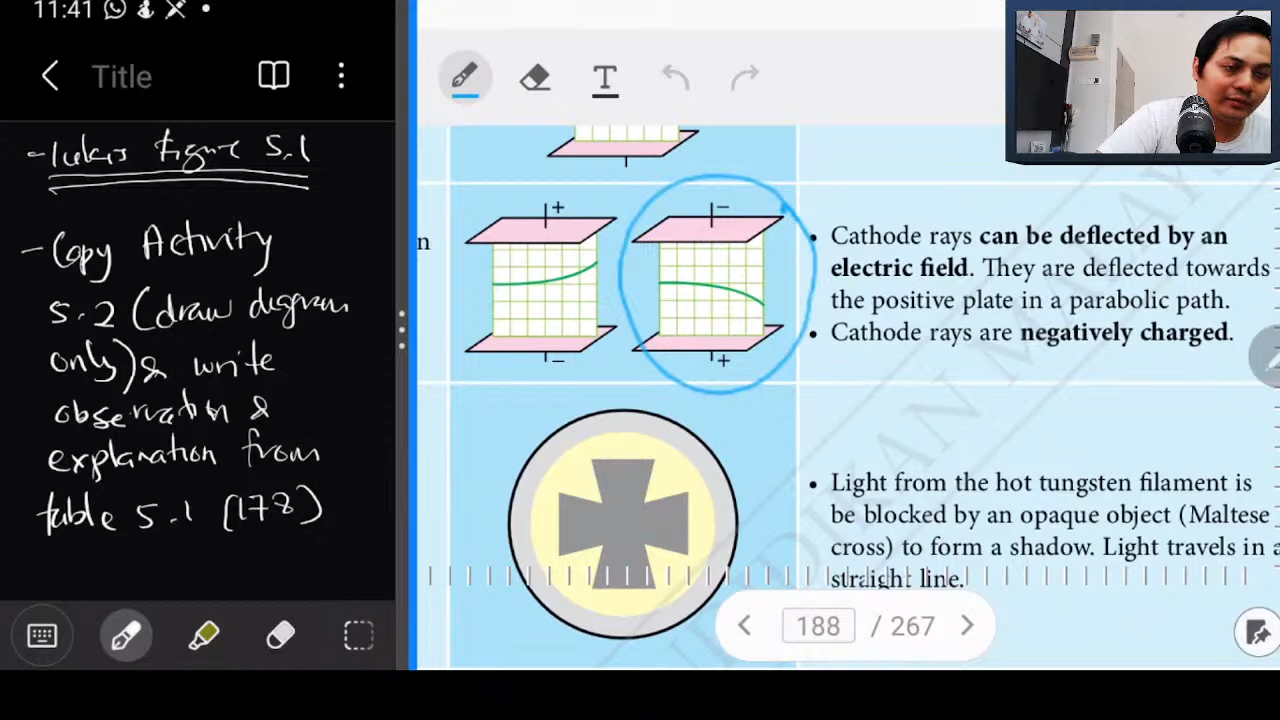 11:41
Title
- lukis figure 5.1
- Copy Activity
5.2 (draw diagram
only) & write
observation &
explanation from
table 5.1 (178)
n
+
-
-
+
• Cathode rays can be deflected by an
electric field. They are deflected towards
the positive plate in a parabolic path.
• Cathode rays are negatively charged.
• Light from the hot tungsten filament is
be blocked by an opaque object (Maltese
cross) to form a shadow. Light travels in a
straight line.
T
188 / 267
DIDIKAN MALAYS